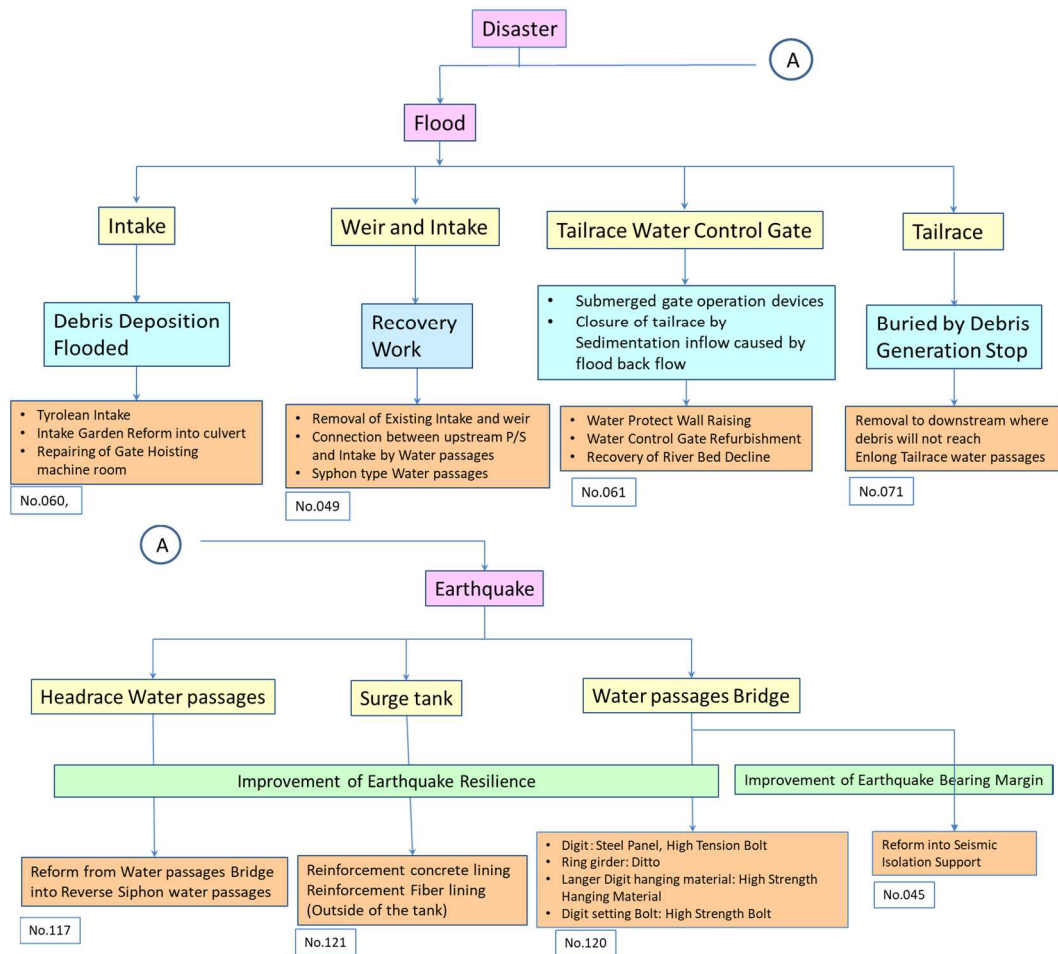 Disaster
A
Flood
Intake
Weir and Intake
Tailrace Water Control Gate
Tailrace
Debris Deposition
Flooded
Recovery
Work
• Submerged gate operation devices
• Closure of tailrace by
Sedimentation inflow caused by
flood back flow
Buried by Debris
Generation Stop
• Tyrolean Intake
• Intake Garden Reform into culvert
• Repairing of Gate Hoisting
machine room
• Removal of Existing Intake and weir
• Connection between upstream P/S
and Intake by Water passages
• Syphon type Water passages
• Water Protect Wall Raising
• Water Control Gate Refurbishment
• Recovery of River Bed Decline
Removal to downstream where
debris will not reach
Enlong Tailrace water passages
No.060,
No.049
No.061
No.071
A
Earthquake
Headrace Water passages
Surge tank
Water passages Bridge
Improvement of Earthquake Resilience
Improvement of Earthquake Bearing Margin
Reform from Water passages Bridge
into Reverse Siphon water passages
Reinforcement concrete lining
Reinforcement Fiber lining
(Outside of the tank)
• Digit: Steel Panel, High Tension Bolt
• Ring girder: Ditto
• Langer Digit hanging material: High Strength
Hanging Material
• Digit setting Bolt: High Strength Bolt
Reform into Seismic
Isolation Support
No.117
No.121
No.120
No.045